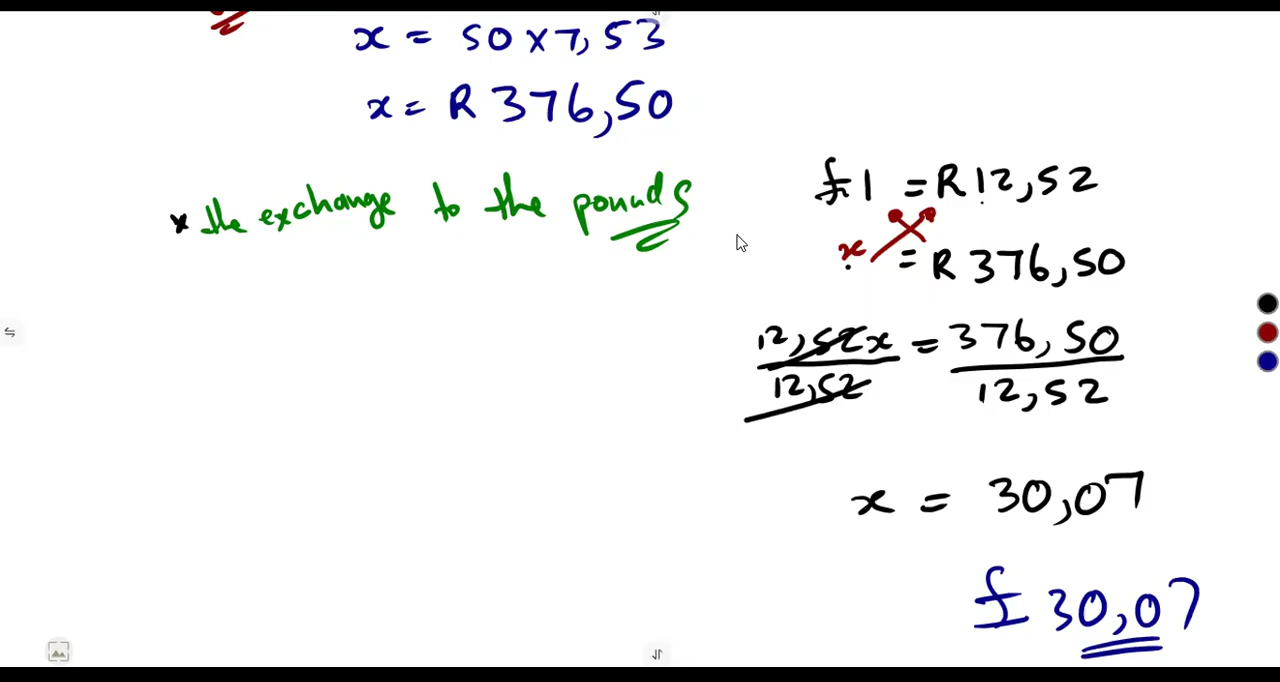 x = 50 x 7,53
x = R 376,50
* the exchange to the pounds
£1 = R12,52
x = R 376,50
12,52x = 376,50
12,52 12,52
x = 30,07
£ 30,07